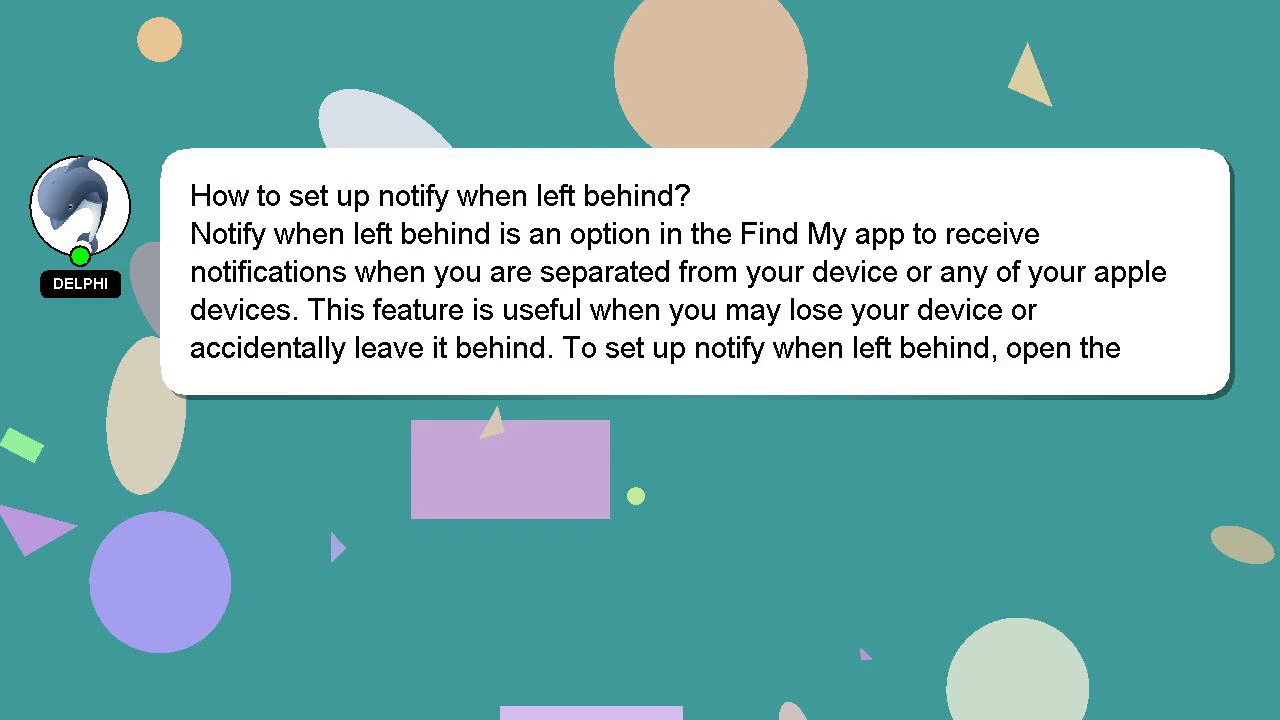 DELPHI
How to set up notify when left behind?
Notify when left behind is an option in the Find My app to receive
notifications when you are separated from your device or any of your apple
devices. This feature is useful when you may lose your device or
accidentally leave it behind. To set up notify when left behind, open the